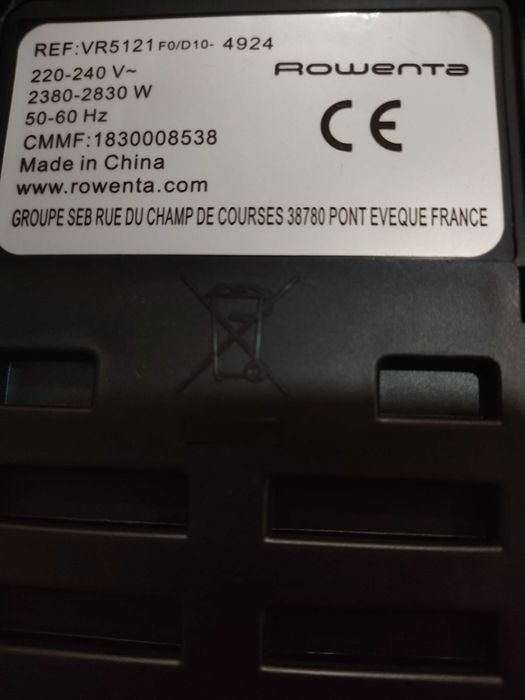 REF:VR5121 F0/D10- 4924
Rowenta
220-240 V~
2380-2830 W
50-60 Hz
CE
CMMF:1830008538
Made in China
www.rowenta.com
GROUPE SEB RUE DU CHAMP DE COURSES 38780 PONT EVEQUE FRANCE